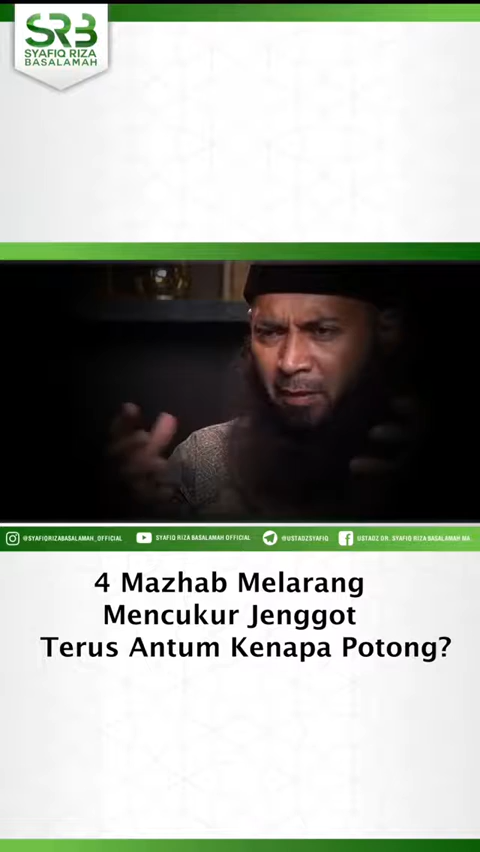 SRB
SYAFIQ RIZA
BASALAMAH
@SYAFIQRIZABASALAMAH_OFFICIAL
SYAFIQ RIZA BASALAMAH OFFICIAL
@USTADZSYAFIQ
USTADZ DR. SYAFIQ RIZA BASALAMAH MA...
4 Mazhab Melarang
Mencukur Jenggot
Terus Antum Kenapa Potong?